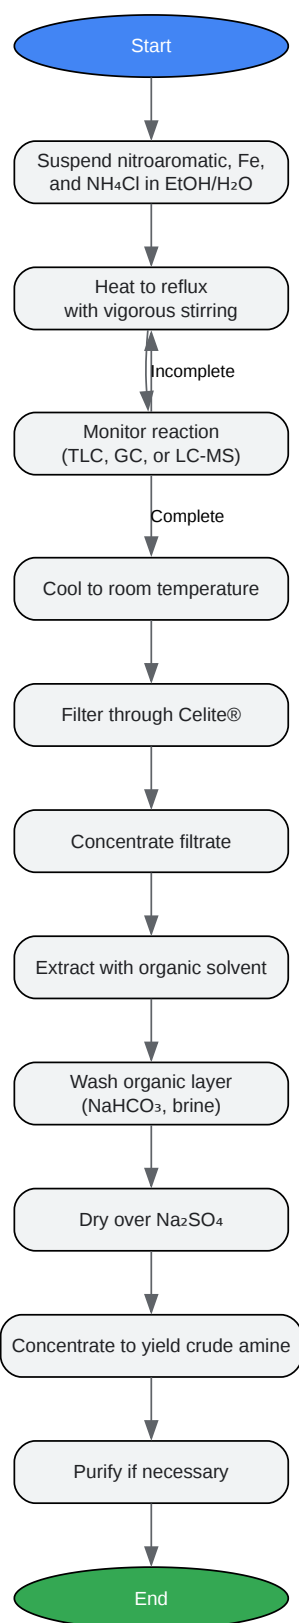 Start
Suspend nitroaromatic, Fe,
and NH₄Cl in EtOH/H₂O
Heat to reflux
with vigorous stirring
Incomplete
Monitor reaction
(TLC, GC, or LC-MS)
Complete
Cool to room temperature
Filter through Celite®
Concentrate filtrate
Extract with organic solvent
Wash organic layer
(NaHCO₃, brine)
Dry over Na₂SO₄
Concentrate to yield crude amine
Purify if necessary
End